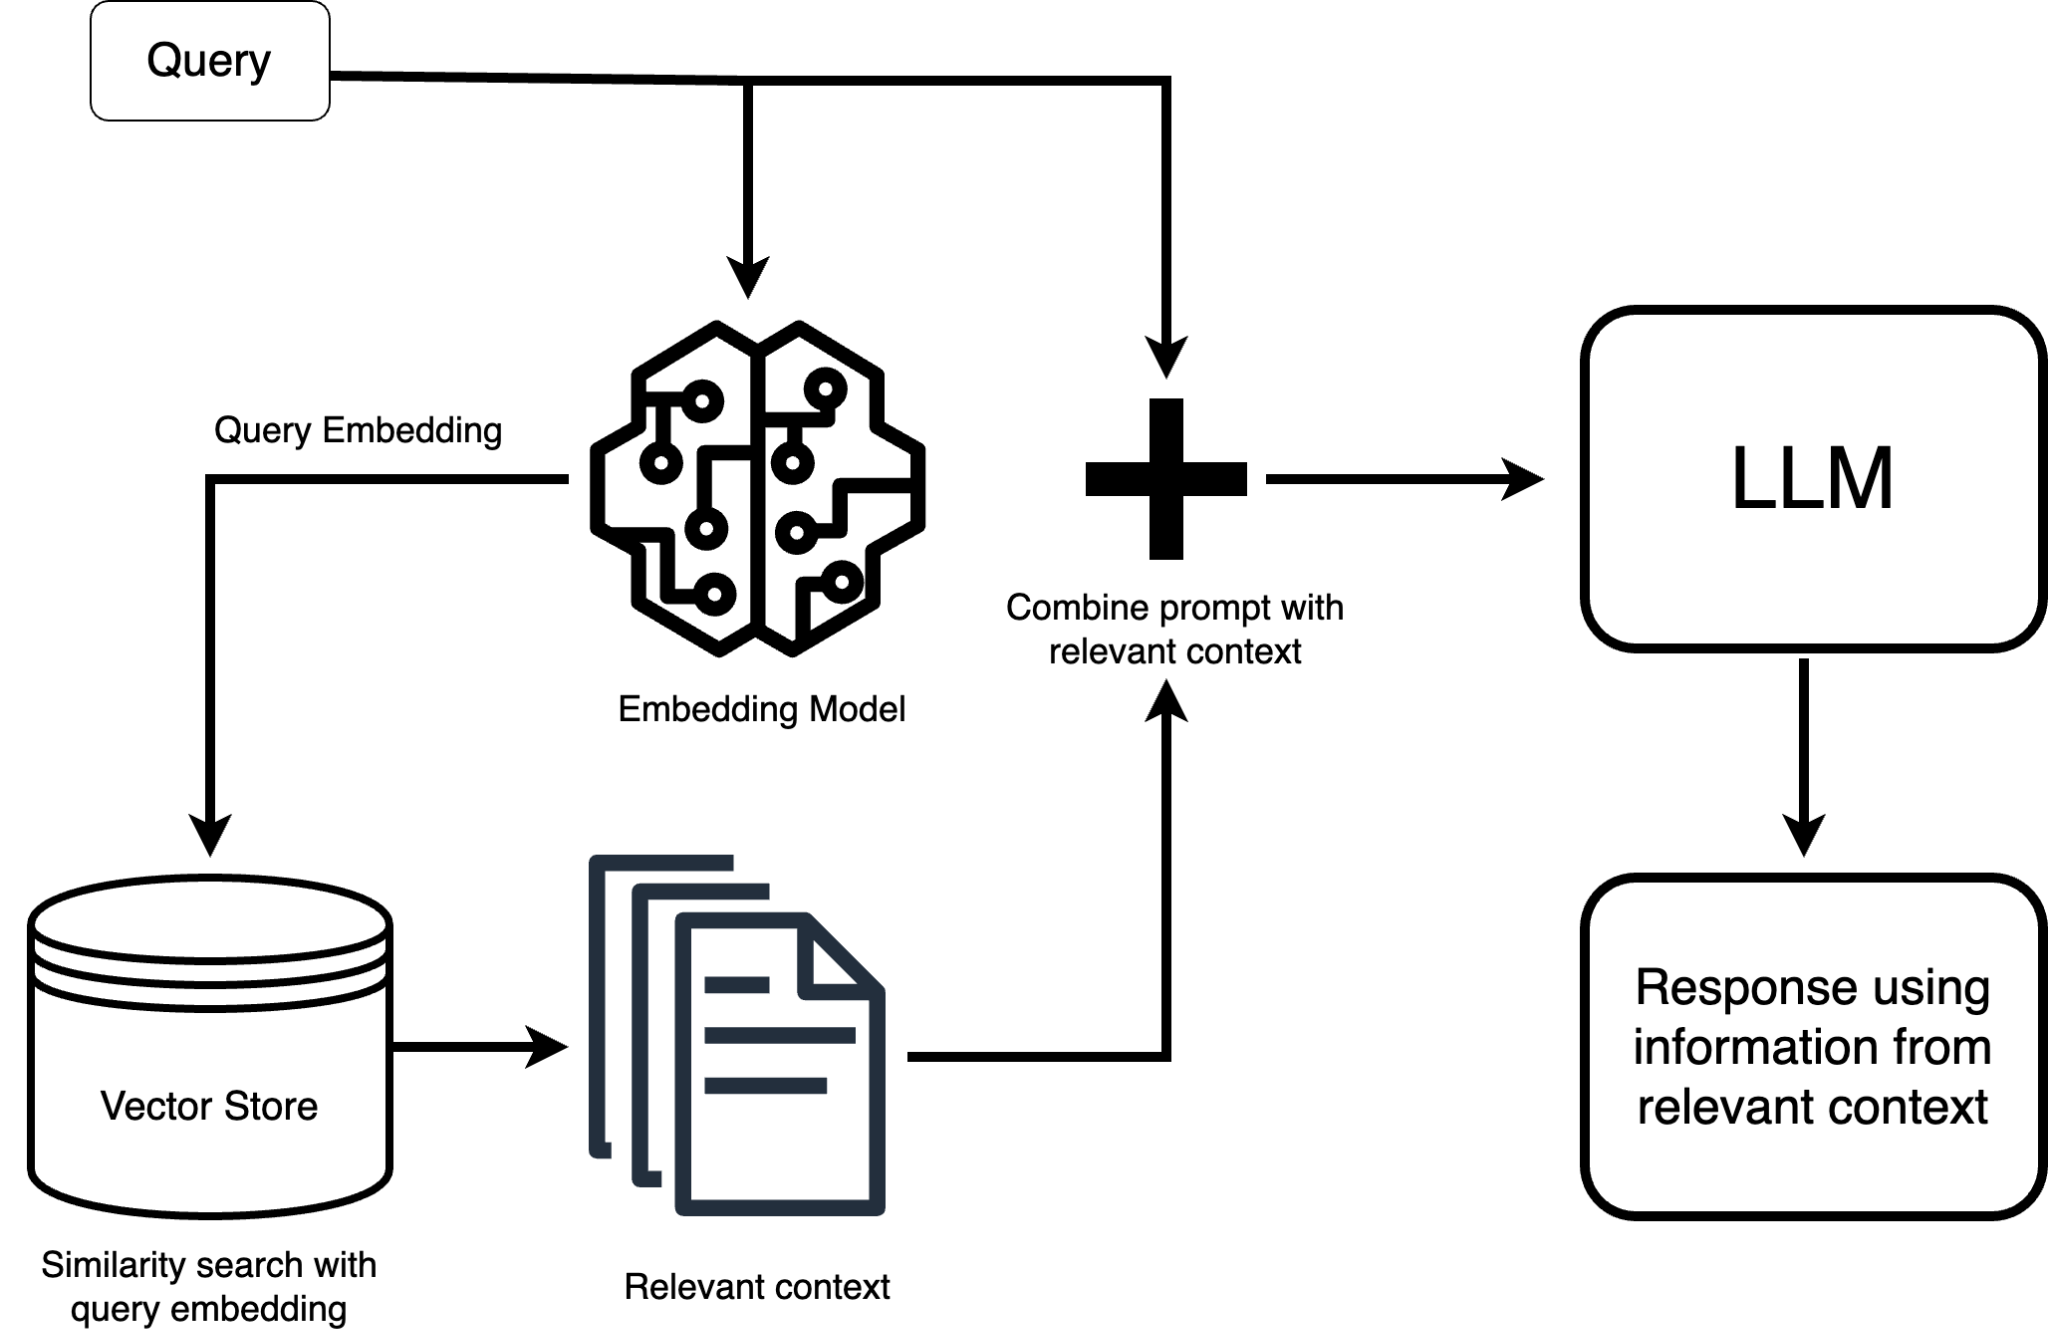 Query
Query Embedding
Embedding Model
Combine prompt with
relevant context
LLM
Vector Store
Similarity search with
query embedding
Relevant context
Response using
information from
relevant context